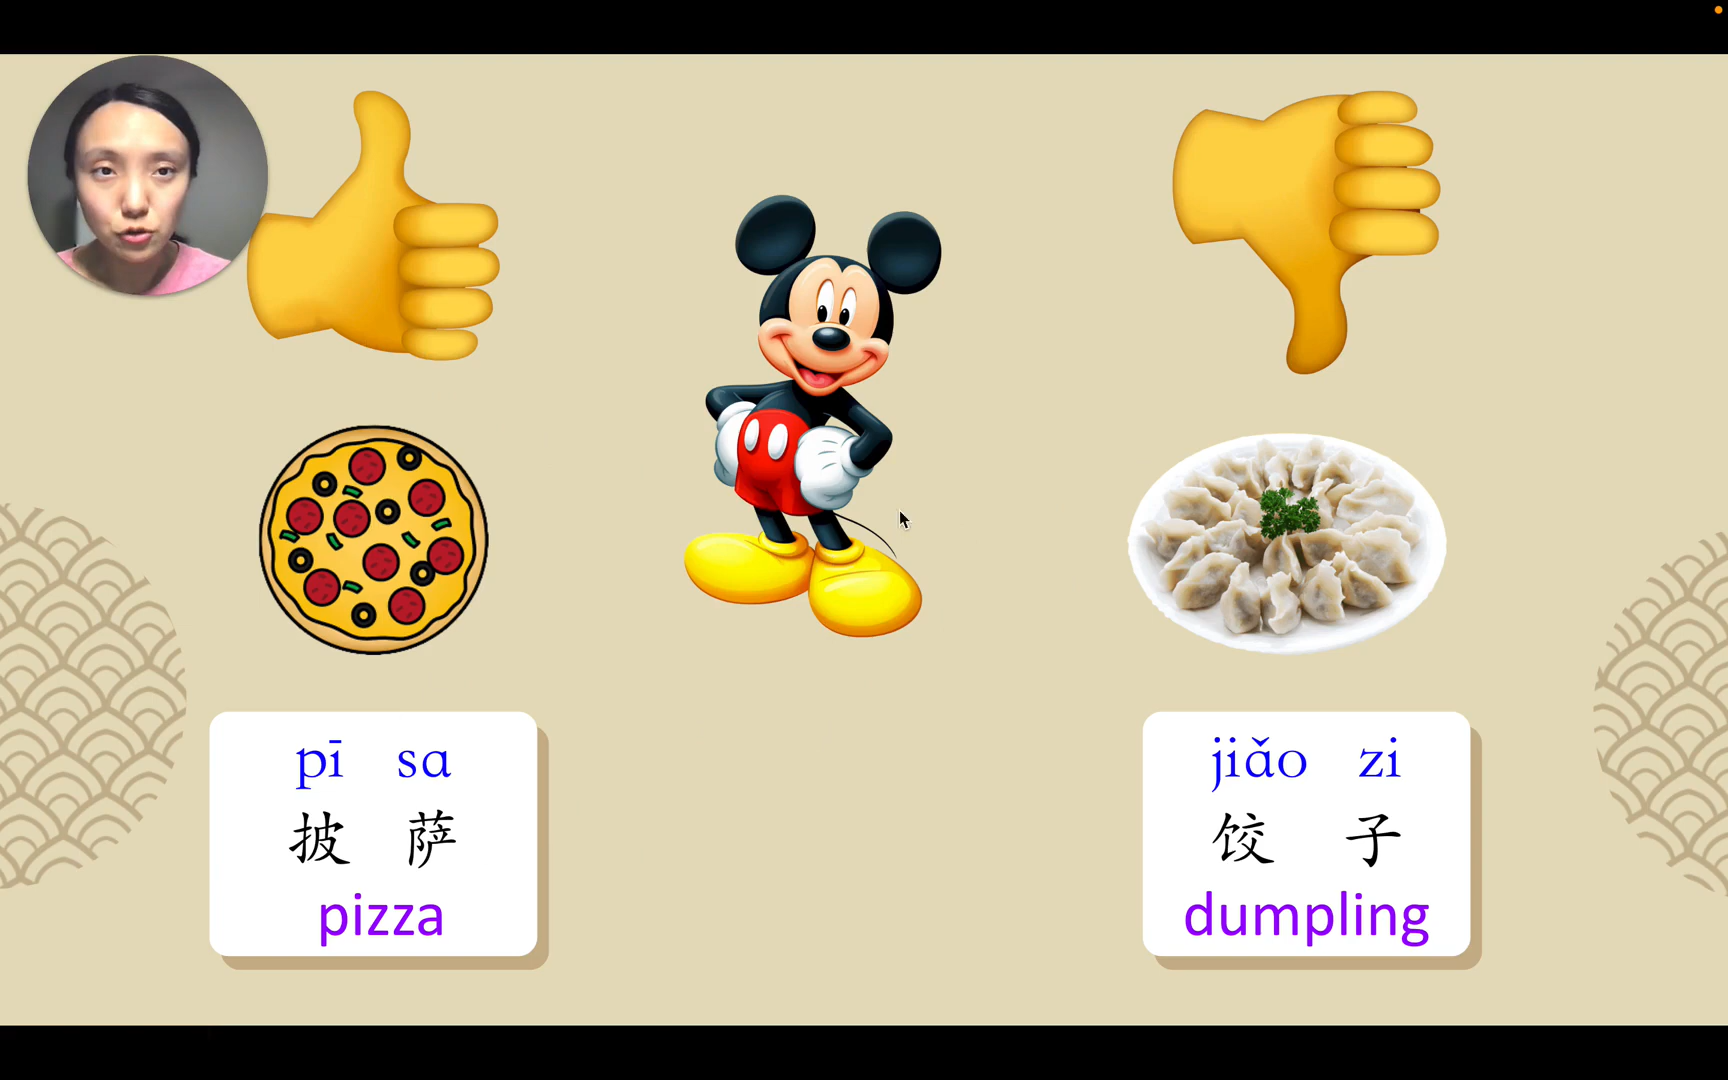 pī sa
披 萨
pizza
jiǎo zi
饺 子
dumpling